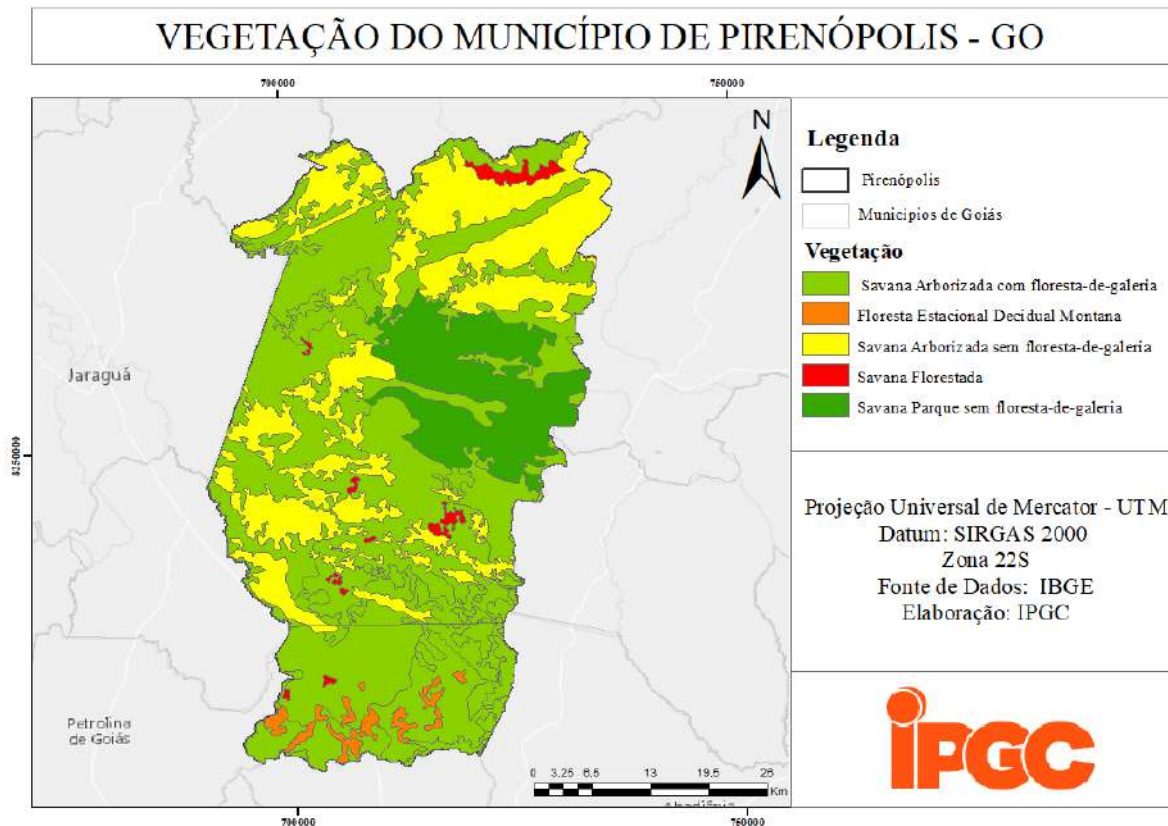 VEGETAÇÃO DO MUNICÍPIO DE PIRENÓPOLIS - GO
700000
750000
N
Legenda
Pirenópolis
Municípios de Goiás
Vegetação
Savana Arborizada com floresta-de-galeria
Floresta Estacional Decidual Montana
Savana Arborizada sem floresta-de-galeria
Savana Florestada
Savana Parque sem floresta-de-galeria
Jaraguá
8250000
Projeção Universal de Mercator - UTM
Datum: SIRGAS 2000
Zona 22S
Fonte de Dados: IBGE
Elaboração: IPGC
Petrolina
de Goiás
0 3,25 6,5 13 19,5 26
Km
iPGC
700000